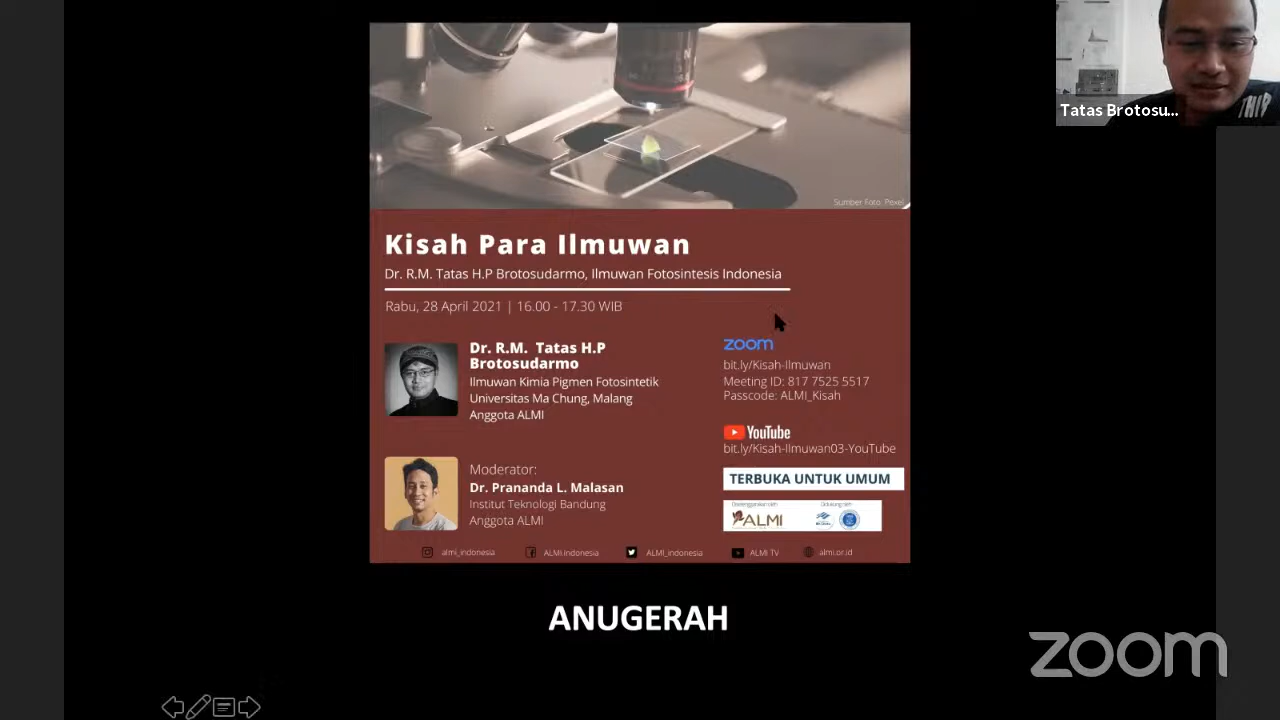 Tatas Brotosu...
Sumber Foto: Pexel
Kisah Para Ilmuwan
Dr. R.M. Tatas H.P Brotosudarmo, Ilmuwan Fotosintesis Indonesia
Rabu, 28 April 2021 | 16.00 - 17.30 WIB
Dr. R.M. Tatas H.P
Brotosudarmo
Ilmuwan Kimia Pigmen Fotosintetik
Universitas Ma Chung, Malang
Anggota ALMI
Moderator:
Dr. Prananda L. Malasan
Institut Teknologi Bandung
Anggota ALMI
zoom
bit.ly/Kisah-Ilmuwan
Meeting ID: 817 7525 5517
Passcode: ALMI_Kisah
YouTube
bit.ly/Kisah-Ilmuwan03-YouTube
TERBUKA UNTUK UMUM
Diselenggarakan oleh:
Didukung oleh:
ALMI
almi_indonesia
ALMI.Indonesia
ALMI_indonesia
ALMI TV
almi.or.id
ANUGERAH
zoom